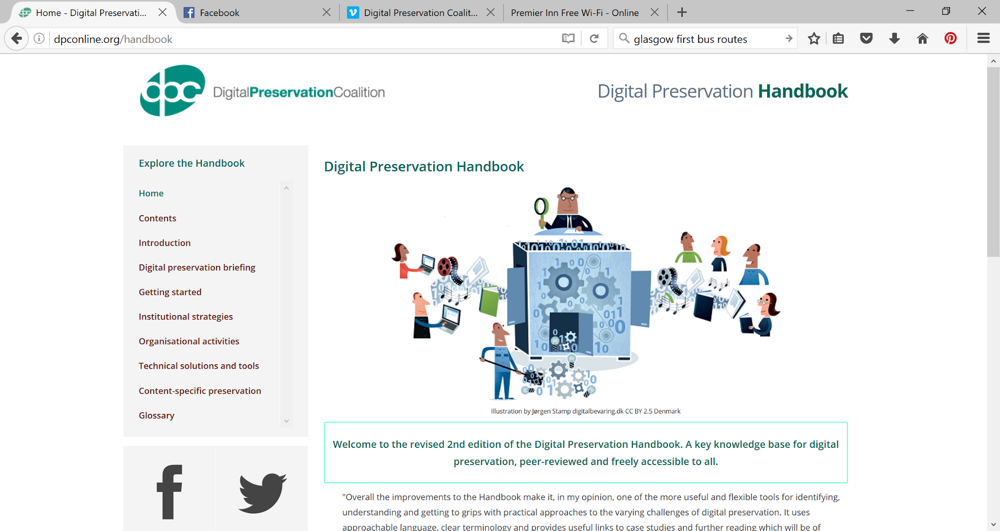 Home - Digital Preservati...
Facebook
Digital Preservation Coalit...
Premier Inn Free Wi-Fi - Online
dpconline.org/handbook
glasgow first bus routes
dpc DigitalPreservationCoalition
Digital Preservation Handbook
Explore the Handbook
Home
Contents
Introduction
Digital preservation briefing
Getting started
Institutional strategies
Organisational activities
Technical solutions and tools
Content-specific preservation
Glossary
Digital Preservation Handbook
Illustration by Jørgen Stamp digitalbevaring.dk CC BY 2.5 Denmark
Welcome to the revised 2nd edition of the Digital Preservation Handbook. A key knowledge base for digital
preservation, peer-reviewed and freely accessible to all.
"Overall the improvements to the Handbook make it, in my opinion, one of the more useful and flexible tools for identifying,
understanding and getting to grips with practical approaches to the varying challenges of digital preservation. It uses
approachable language, clear terminology and provides useful links to case studies and further reading which will be of